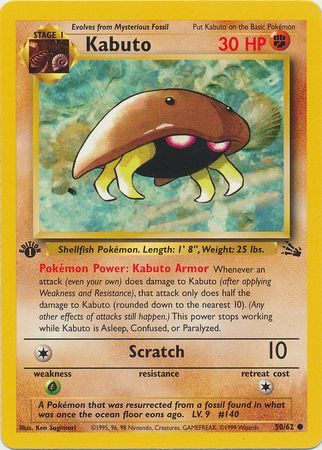 Evolves from Mysterious Fossil
Put Kabuto on the Basic Pokémon
STAGE 1
Kabuto
30 HP
EDITION
1
Shellfish Pokémon. Length: 1' 8", Weight: 25 lbs.
Pokémon Power: Kabuto Armor Whenever an
attack (even your own) does damage to Kabuto (after applying
Weakness and Resistance), that attack only does half the
damage to Kabuto (rounded down to the nearest 10). (Any
other effects of attacks still happen.) This power stops working
while Kabuto is Asleep, Confused, or Paralyzed.
Scratch
10
weakness
resistance
retreat cost
A Pokémon that was resurrected from a fossil found in what
was once the ocean floor eons ago. LV. 9 #140
Illus. Ken Sugimori
©1995, 96, 98 Nintendo, Creatures, GAMEFREAK. ©1999 Wizards.
50/62